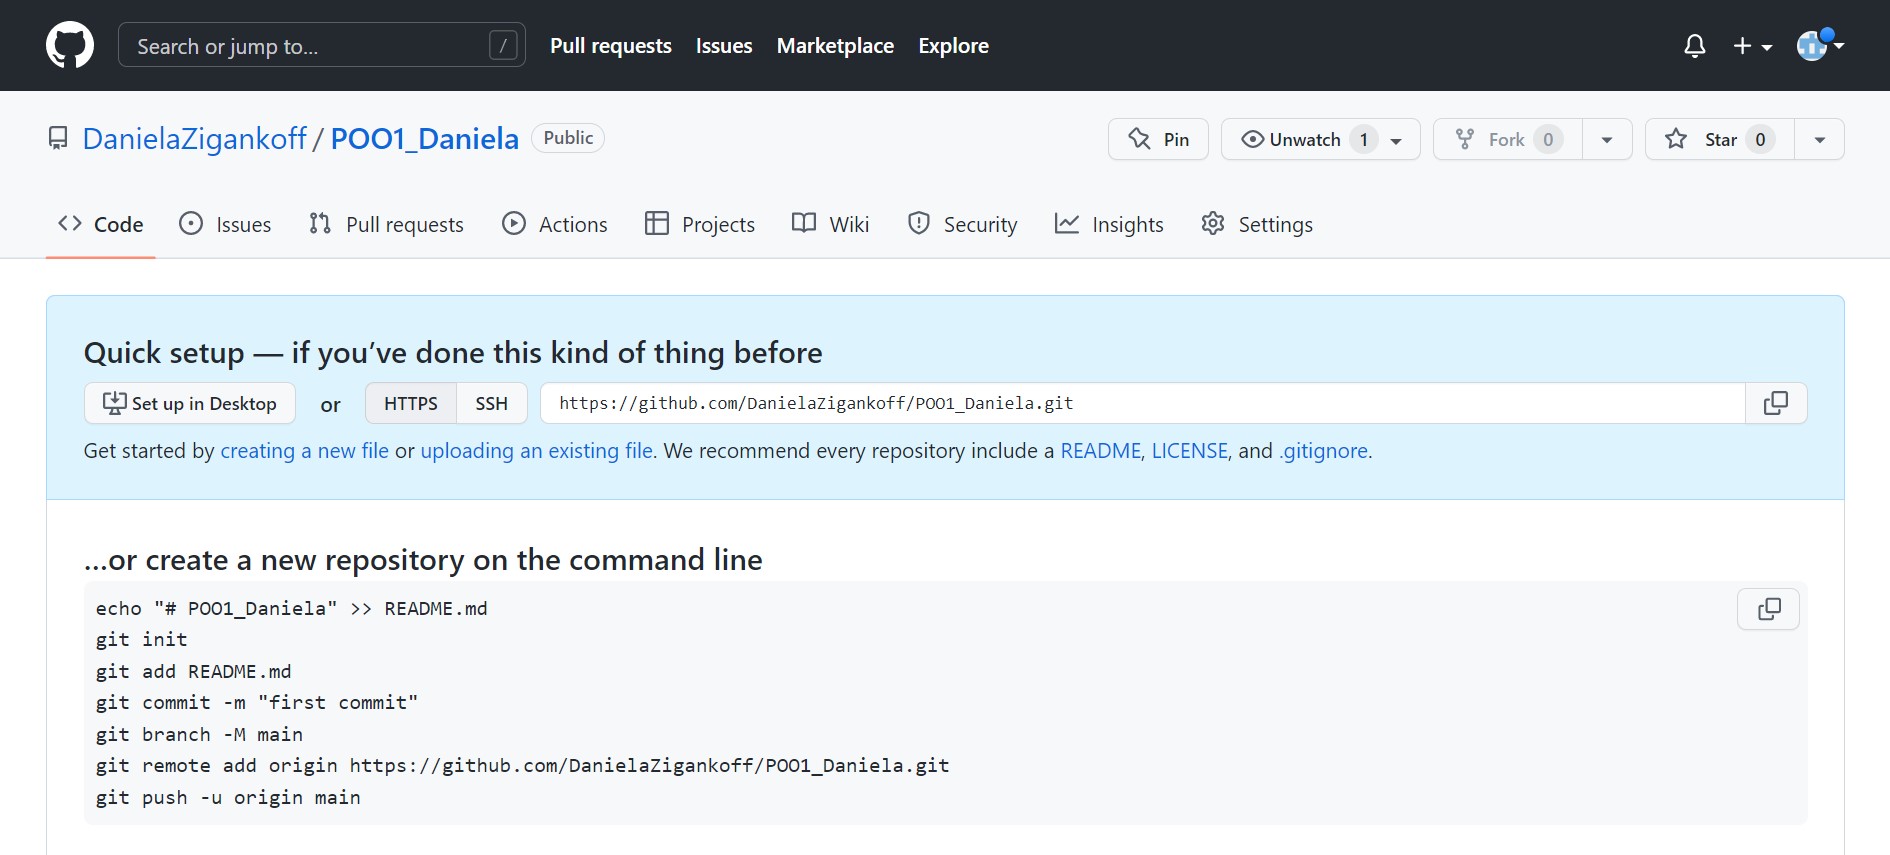 Search or jump to... / Pull requests Issues Marketplace Explore
DanielaZigankoff / POO1_Daniela Public Pin Unwatch 1 Fork 0 Star 0
Code Issues Pull requests Actions Projects Wiki Security Insights Settings
Quick setup — if you’ve done this kind of thing before
Set up in Desktop or HTTPS SSH https://github.com/DanielaZigankoff/POO1_Daniela.git
Get started by creating a new file or uploading an existing file. We recommend every repository include a README, LICENSE, and .gitignore.
…or create a new repository on the command line
echo "# POO1_Daniela" >> README.md
git init
git add README.md
git commit -m "first commit"
git branch -M main
git remote add origin https://github.com/DanielaZigankoff/POO1_Daniela.git
git push -u origin main